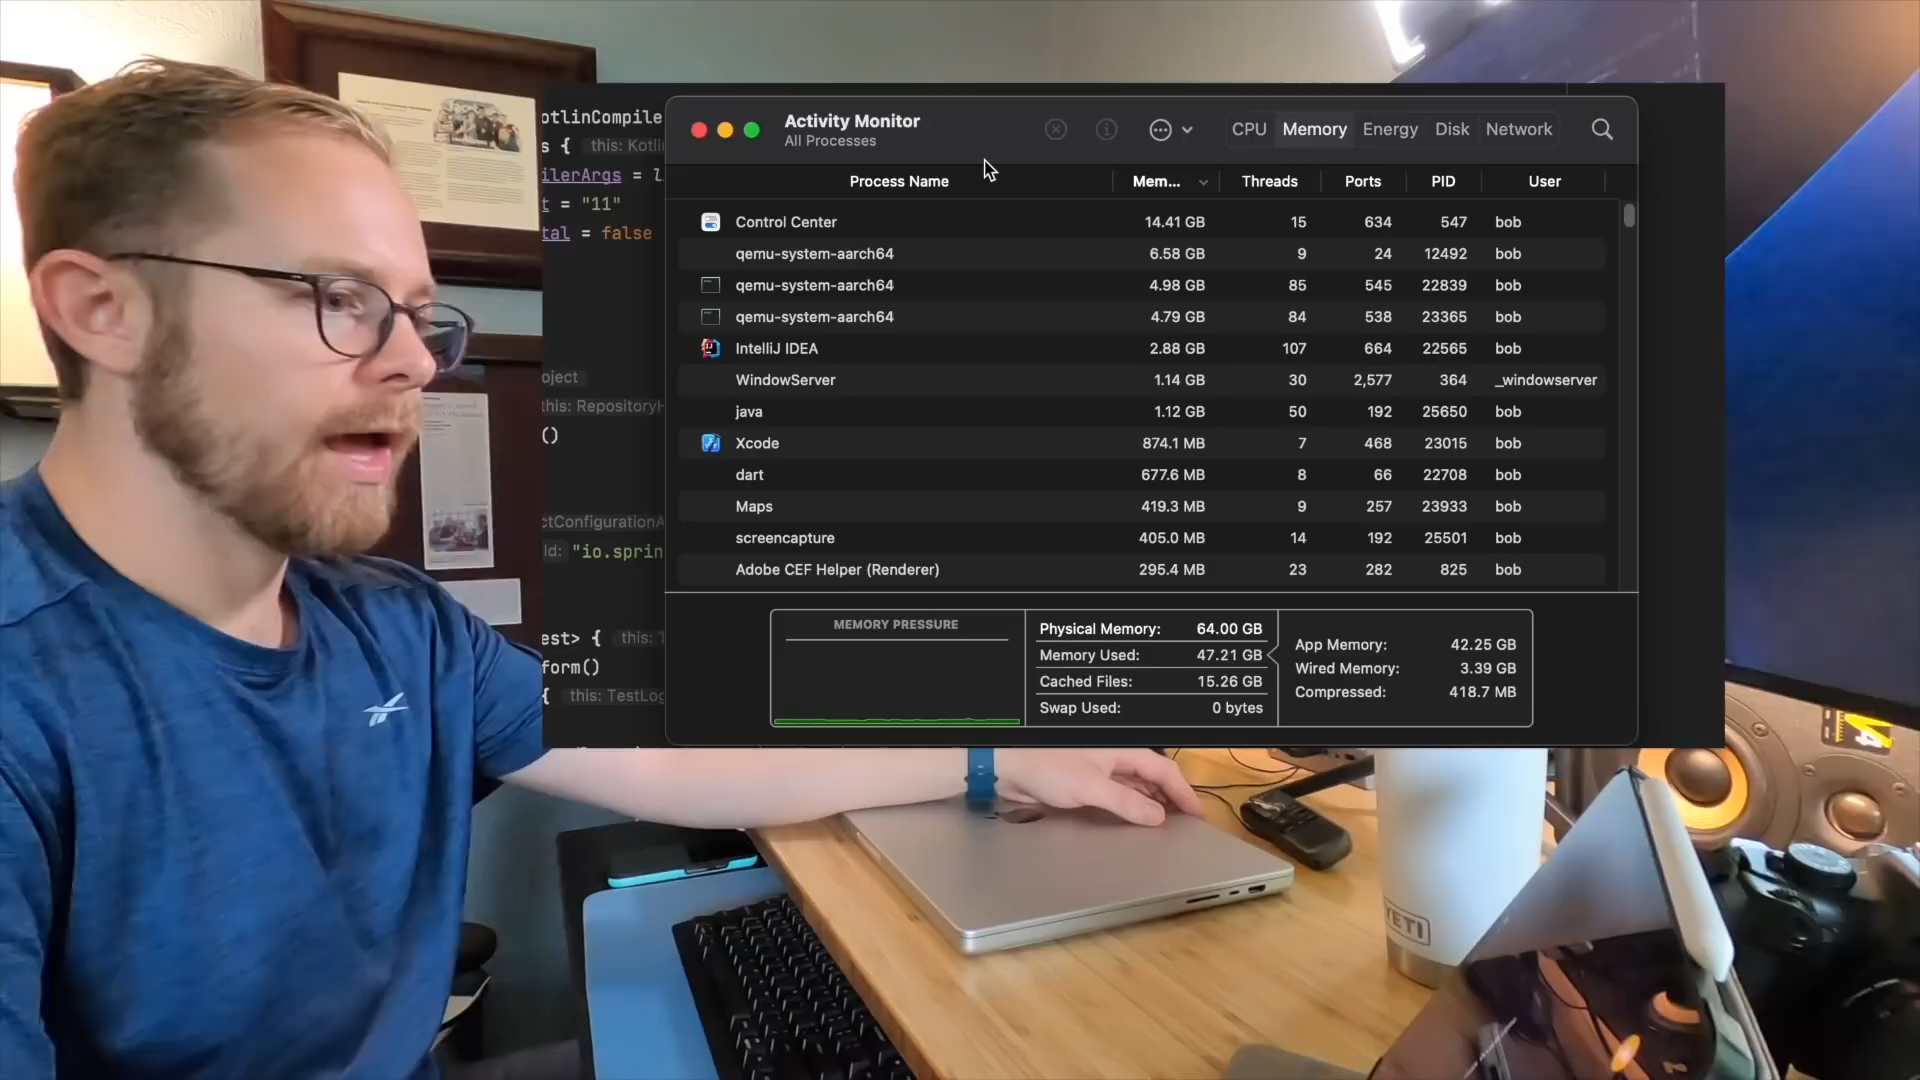 otlinCompile
s { this: Kotli
ilerArgs = l
t = "11"
tal = false
oject
this: RepositoryH
()
ctConfigurationA
ld: "io.sprin
est> { this: T
form()
{ this: TestLog
Activity Monitor
All Processes
CPU Memory Energy Disk Network
Process Name Mem... Threads Ports PID User
Control Center 14.41 GB 15 634 547 bob
qemu-system-aarch64 6.58 GB 9 24 12492 bob
qemu-system-aarch64 4.98 GB 85 545 22839 bob
qemu-system-aarch64 4.79 GB 84 538 23365 bob
IntelliJ IDEA 2.88 GB 107 664 22565 bob
WindowServer 1.14 GB 30 2,577 364 _windowserver
java 1.12 GB 50 192 25650 bob
Xcode 874.1 MB 7 468 23015 bob
dart 677.6 MB 8 66 22708 bob
Maps 419.3 MB 9 257 23933 bob
screencapture 405.0 MB 14 192 25501 bob
Adobe CEF Helper (Renderer) 295.4 MB 23 282 825 bob
MEMORY PRESSURE
Physical Memory: 64.00 GB
Memory Used: 47.21 GB
Cached Files: 15.26 GB
Swap Used: 0 bytes
App Memory: 42.25 GB
Wired Memory: 3.39 GB
Compressed: 418.7 MB
YETI